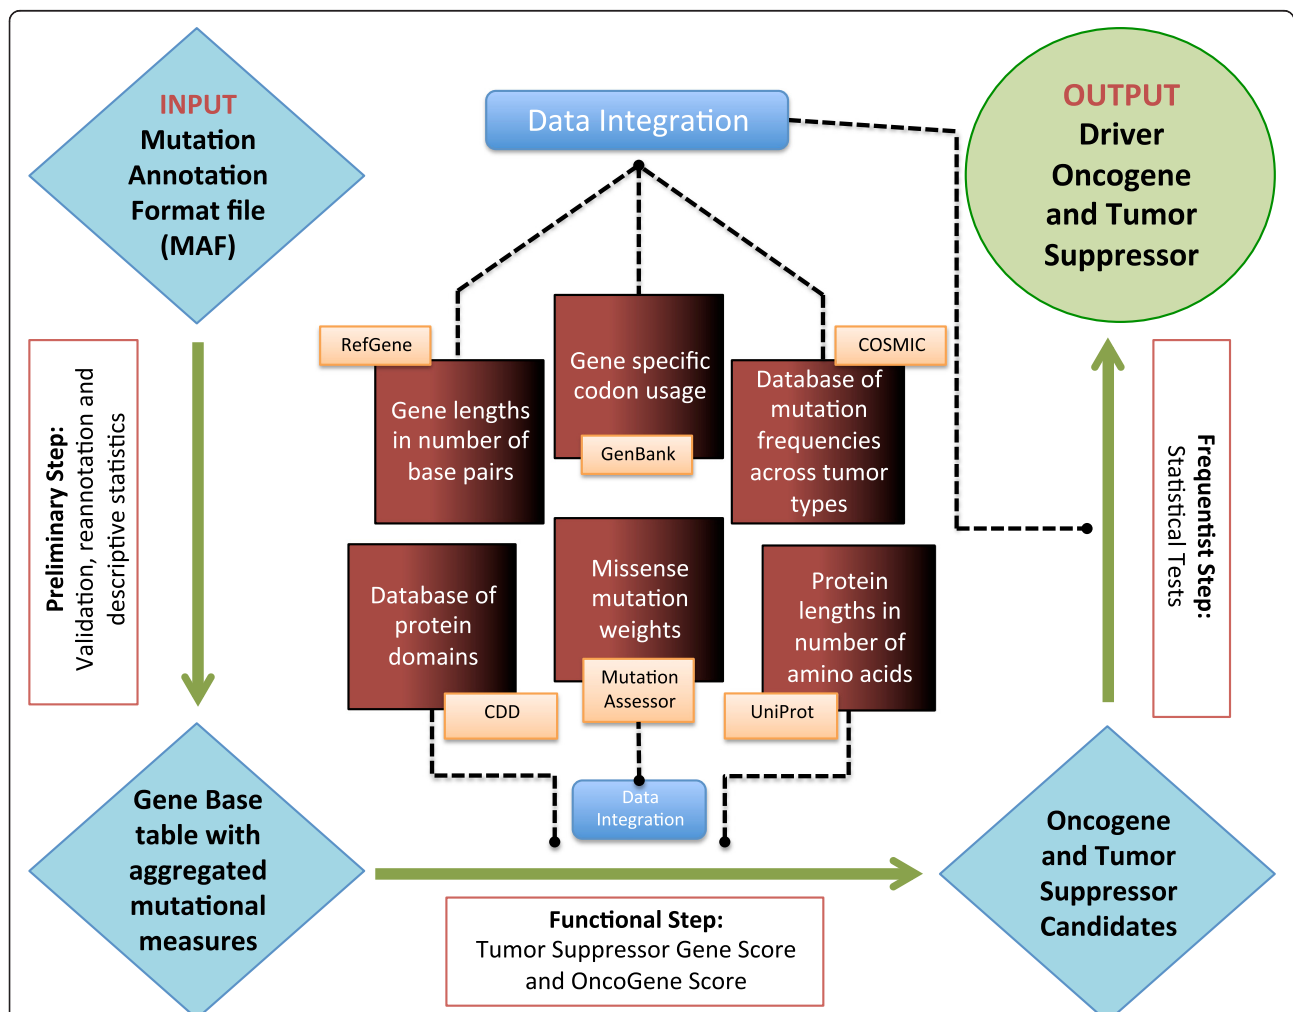 INPUT
Mutation
Annotation
Format file
(MAF)
Data Integration
OUTPUT
Driver
Oncogene
and Tumor
Suppressor
RefGene
Gene lengths
in number of
base pairs
Gene specific
codon usage
GenBank
COSMIC
Database of
mutation
frequencies
across tumor
types
Preliminary Step:
Validation, reannotation and
descriptive statistics
Frequentist Step:
Statistical Tests
Database of
protein
domains
CDD
Missense
mutation
weights
Mutation
Assessor
Protein
lengths in
number of
amino acids
UniProt
Data
Integration
Gene Base
table with
aggregated
mutational
measures
Functional Step:
Tumor Suppressor Gene Score
and OncoGene Score
Oncogene
and Tumor
Suppressor
Candidates